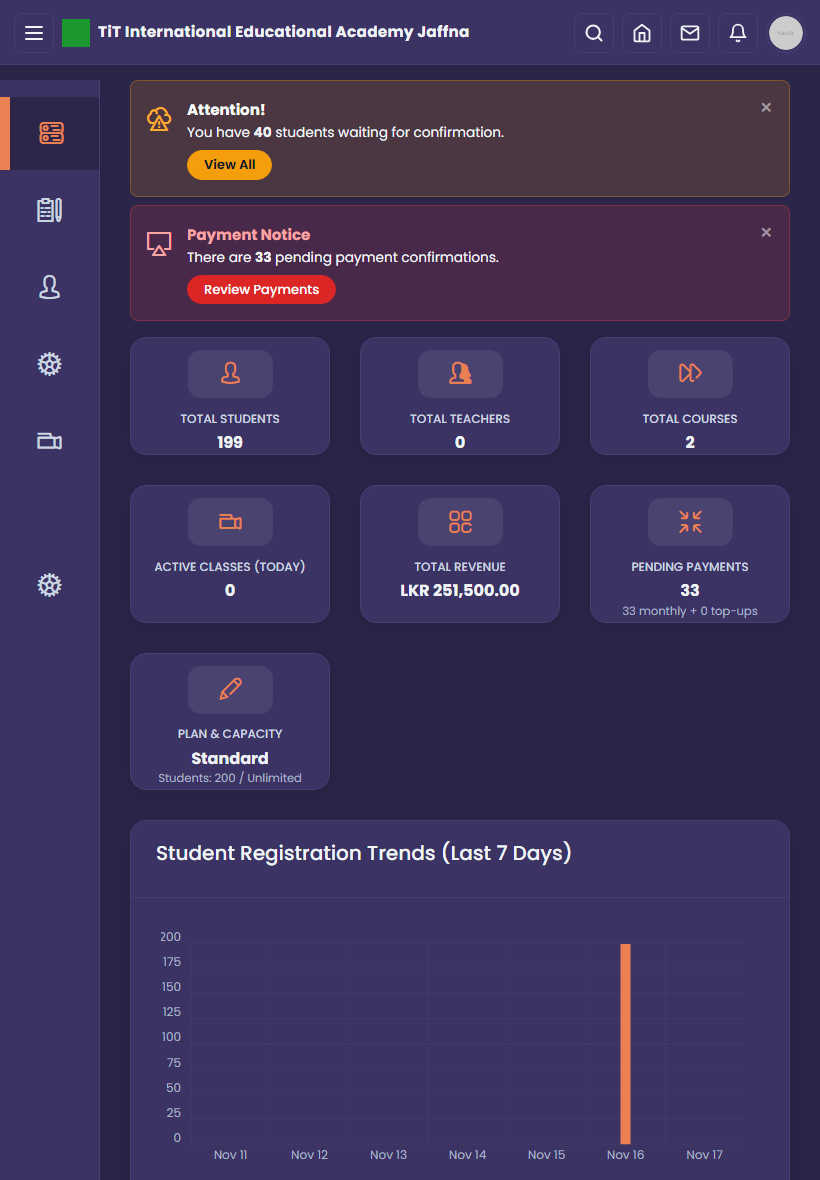 TiT International Educational Academy Jaffna
Attention!
You have 40 students waiting for confirmation.
View All
Payment Notice
There are 33 pending payment confirmations.
Review Payments
TOTAL STUDENTS
199
TOTAL TEACHERS
0
TOTAL COURSES
2
ACTIVE CLASSES (TODAY)
0
TOTAL REVENUE
LKR 251,500.00
PENDING PAYMENTS
33
33 monthly + 0 top-ups
PLAN & CAPACITY
Standard
Students: 200 / Unlimited
Student Registration Trends (Last 7 Days)
200
175
150
125
100
75
50
25
0
Nov 11
Nov 12
Nov 13
Nov 14
Nov 15
Nov 16
Nov 17